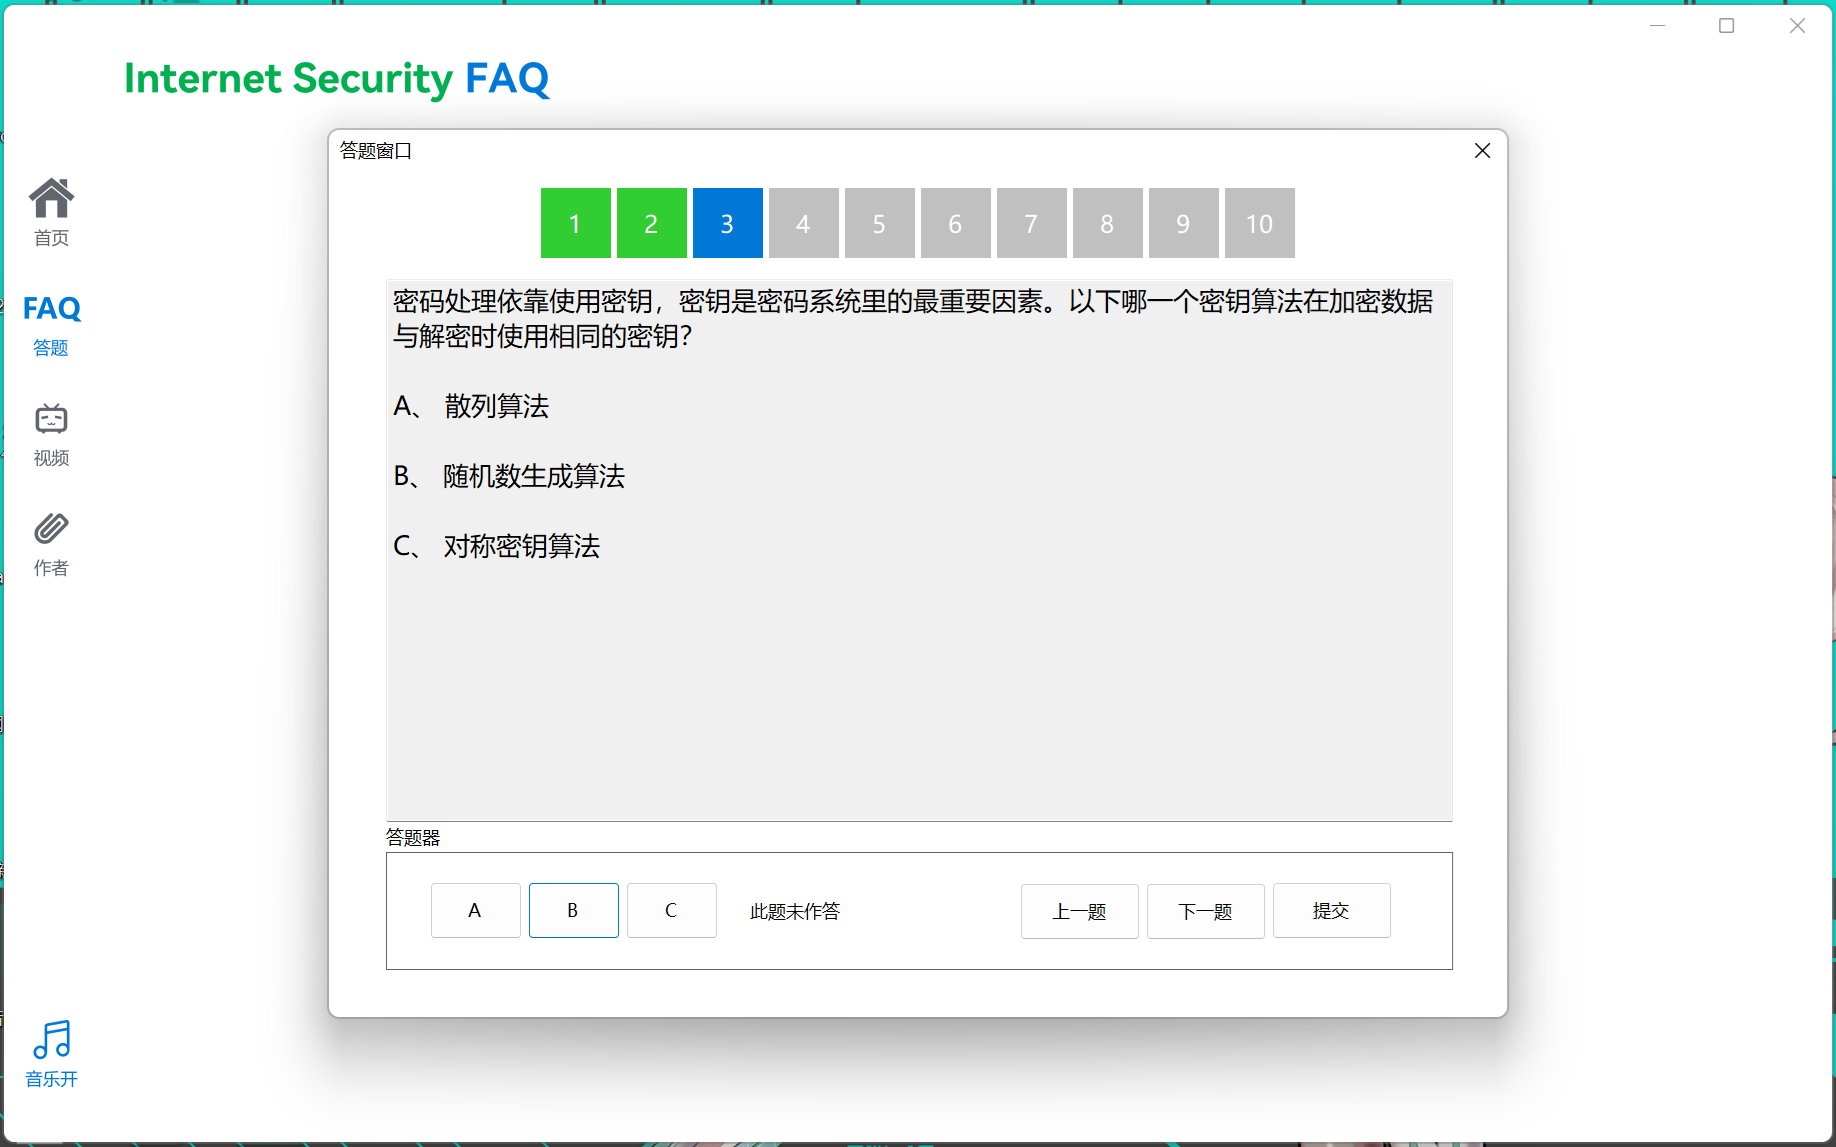 Internet Security FAQ
答题窗口
首页
FAQ
答题
视频
作者
音乐开
1 2 3 4 5 6 7 8 9 10
密码处理依靠使用密钥，密钥是密码系统里的最重要因素。以下哪一个密钥算法在加密数据
与解密时使用相同的密钥？
A、 散列算法
B、 随机数生成算法
C、 对称密钥算法
答题器
A B C 此题未作答 上一题 下一题 提交